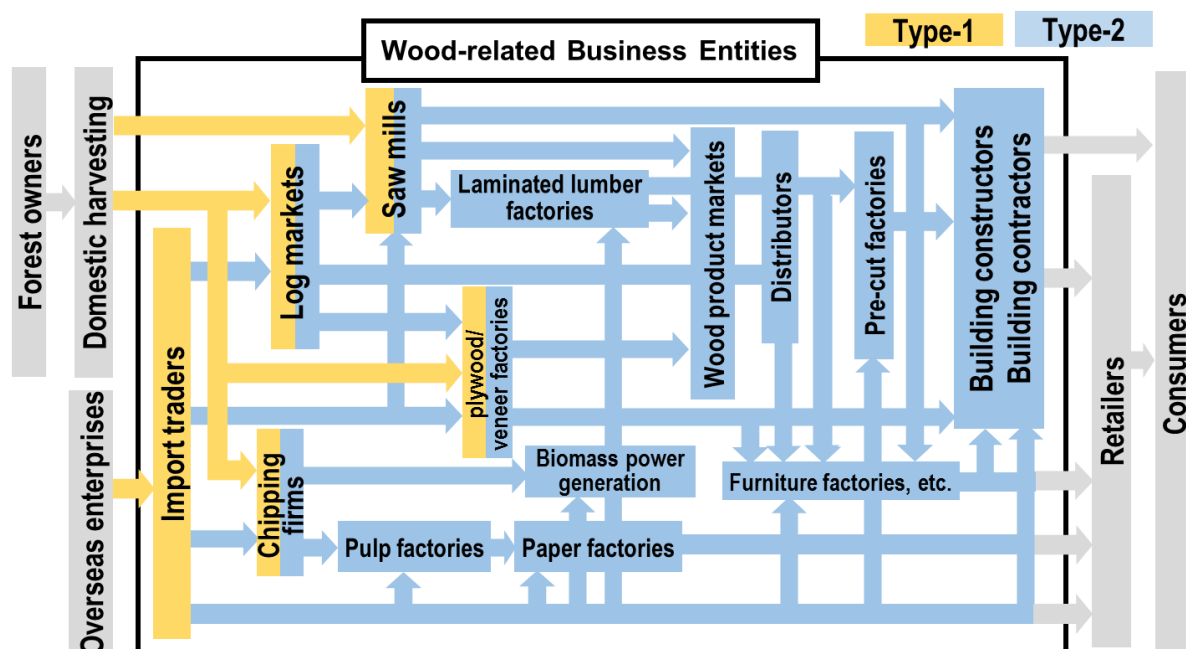 Wood-related Business Entities
Type-1
Type-2
Forest owners
Domestic harvesting
Overseas enterprises
Import traders
Log markets
Chipping
firms
Saw mills
Laminated lumber
factories
plywood/
veneer factories
Biomass power
generation
Pulp factories
Paper factories
Wood product markets
Distributors
Pre-cut factories
Furniture factories, etc.
Building constructors
Building contractors
Retailers
Consumers